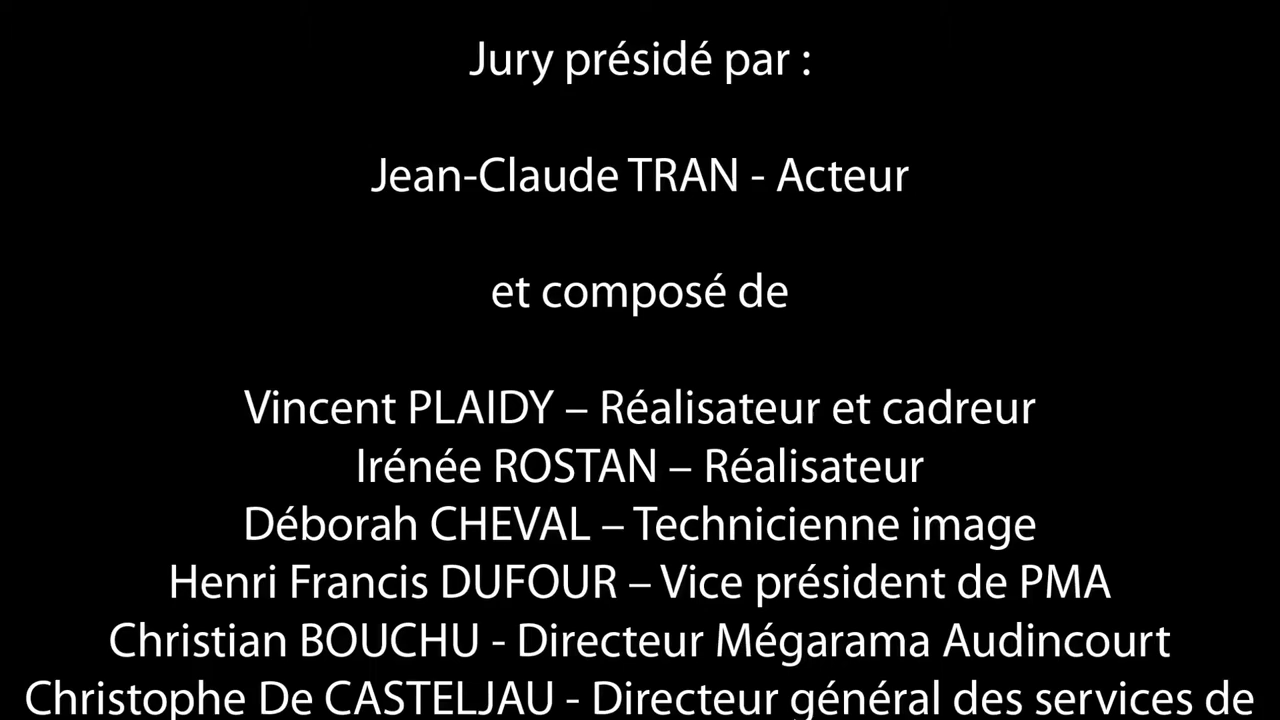 Jury présidé par :
Jean-Claude TRAN - Acteur
et composé de
Vincent PLAIDY – Réalisateur et cadreur
Irénée ROSTAN – Réalisateur
Déborah CHEVAL – Technicienne image
Henri Francis DUFOUR – Vice président de PMA
Christian BOUCHU - Directeur Mégarama Audincourt
Christophe De CASTELJAU - Directeur général des services de